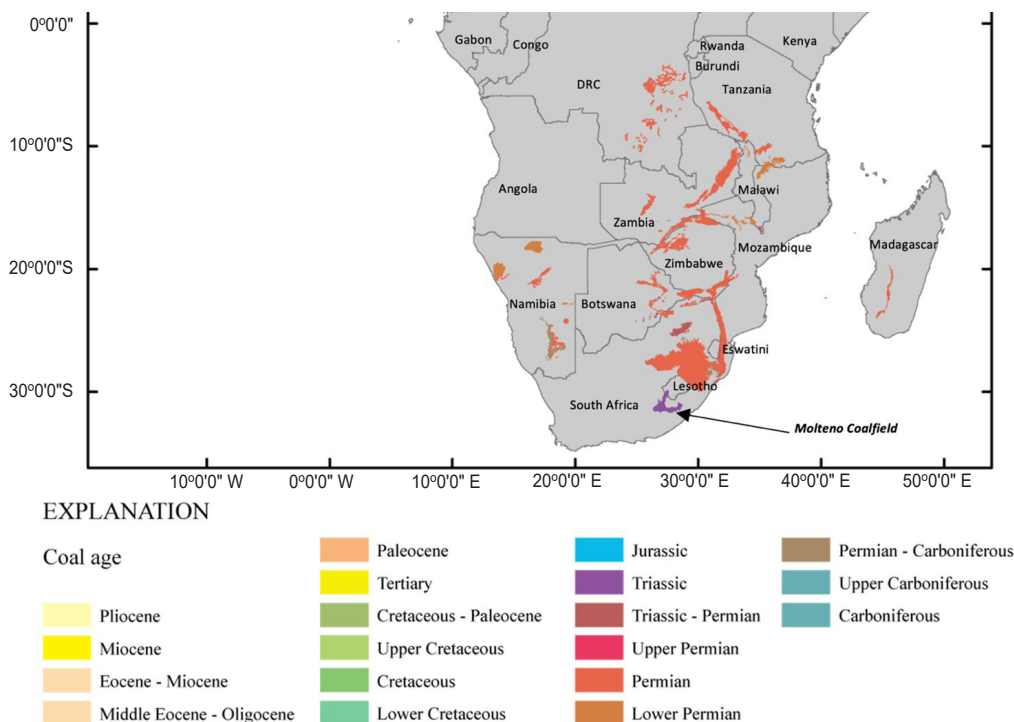 0º0'0"
Gabon
Congo
Rwanda
Kenya
Burundi
DRC
Tanzania
10º0'0"S
Angola
Malawi
Zambia
Mozambique
Madagascar
20º0'0"S
Zimbabwe
Namibia
Botswana
Eswatini
30º0'0"S
Lesotho
South Africa
Molteno Coalfield
10º0'0" W
0º0'0" W
10º0'0" E
20º0'0" E
30º0'0" E
40º0'0" E
50º0'0" E
EXPLANATION
Coal age
Pliocene
Miocene
Eocene - Miocene
Middle Eocene - Oligocene
Paleocene
Tertiary
Cretaceous - Paleocene
Upper Cretaceous
Cretaceous
Lower Cretaceous
Jurassic
Triassic
Triassic - Permian
Upper Permian
Permian
Lower Permian
Permian - Carboniferous
Upper Carboniferous
Carboniferous